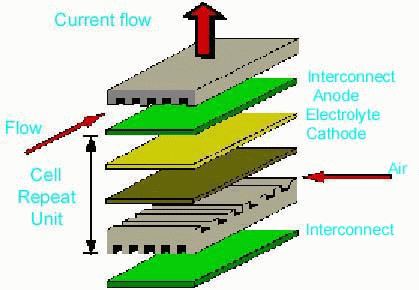 Current flow
Interconnect
Anode
Electrolyte
Cathode
Flow
Cell
Repeat
Unit
Air
Interconnect